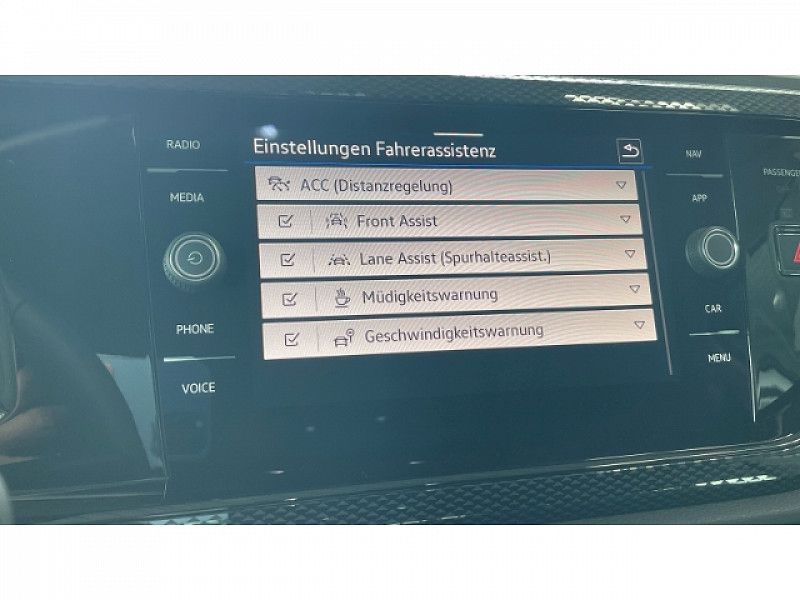 RADIO
MEDIA
PHONE
VOICE
Einstellungen Fahrerassistenz
ACC (Distanzregelung)
Front Assist
Lane Assist (Spurhalteassist.)
Müdigkeitswarnung
Geschwindigkeitswarnung
NAV
APP
CAR
MENU